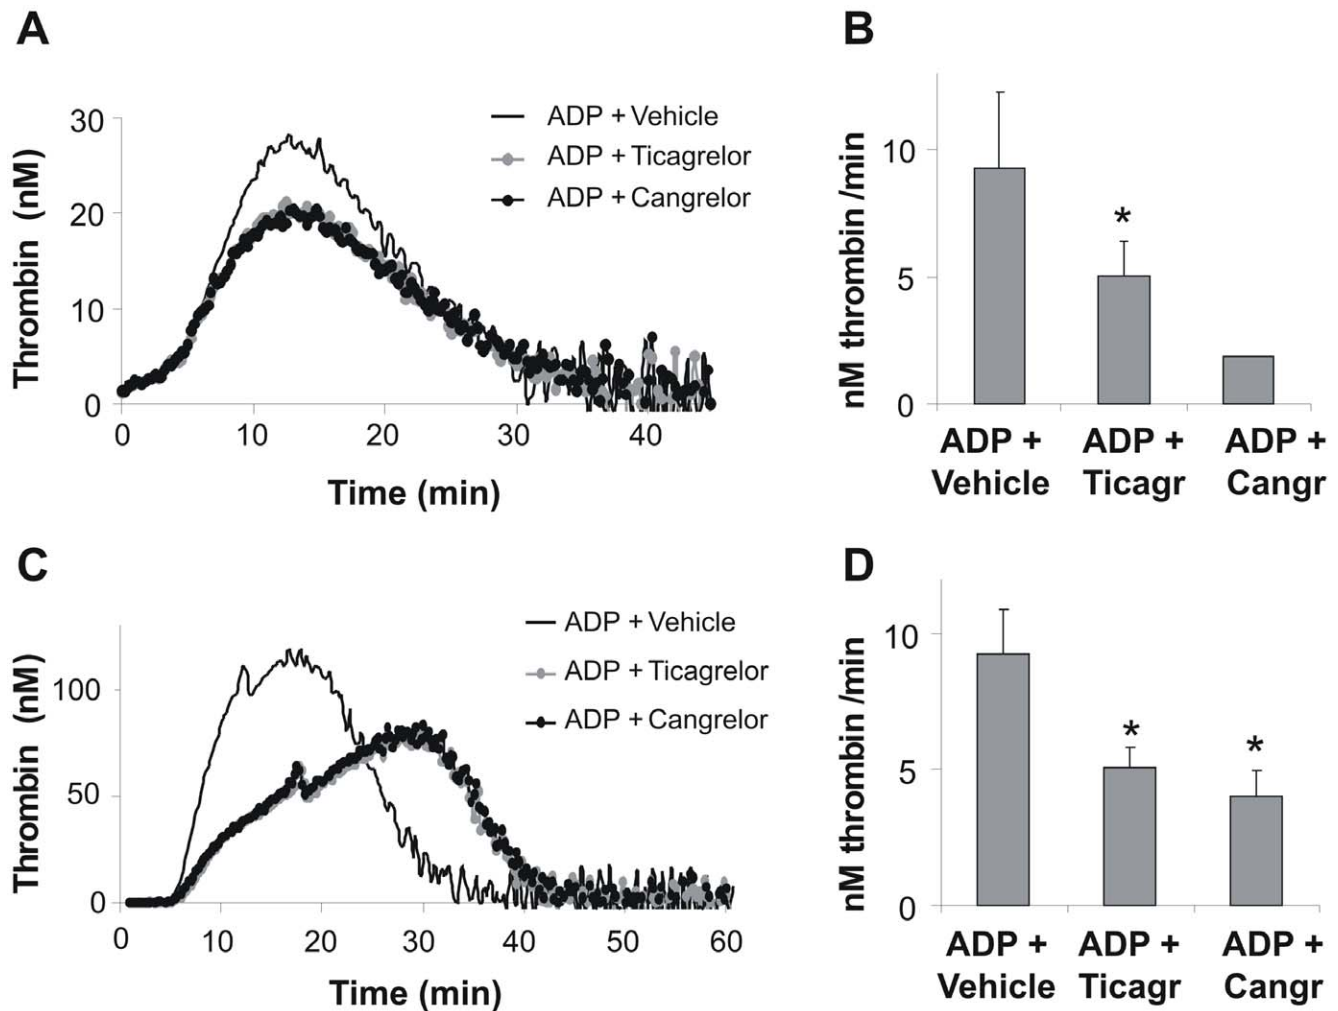 A
B
30
20
10
0
Thrombin (nM)
ADP + Vehicle
ADP + Ticagrelor
ADP + Cangrelor
0
10
20
30
40
Time (min)
10
5
0
nM thrombin /min
*
ADP +
Vehicle
ADP +
Ticagr
ADP +
Cangr
C
D
100
50
0
Thrombin (nM)
ADP + Vehicle
ADP + Ticagrelor
ADP + Cangrelor
0
10
20
30
40
50
60
Time (min)
10
5
0
nM thrombin /min
*
*
ADP +
Vehicle
ADP +
Ticagr
ADP +
Cangr